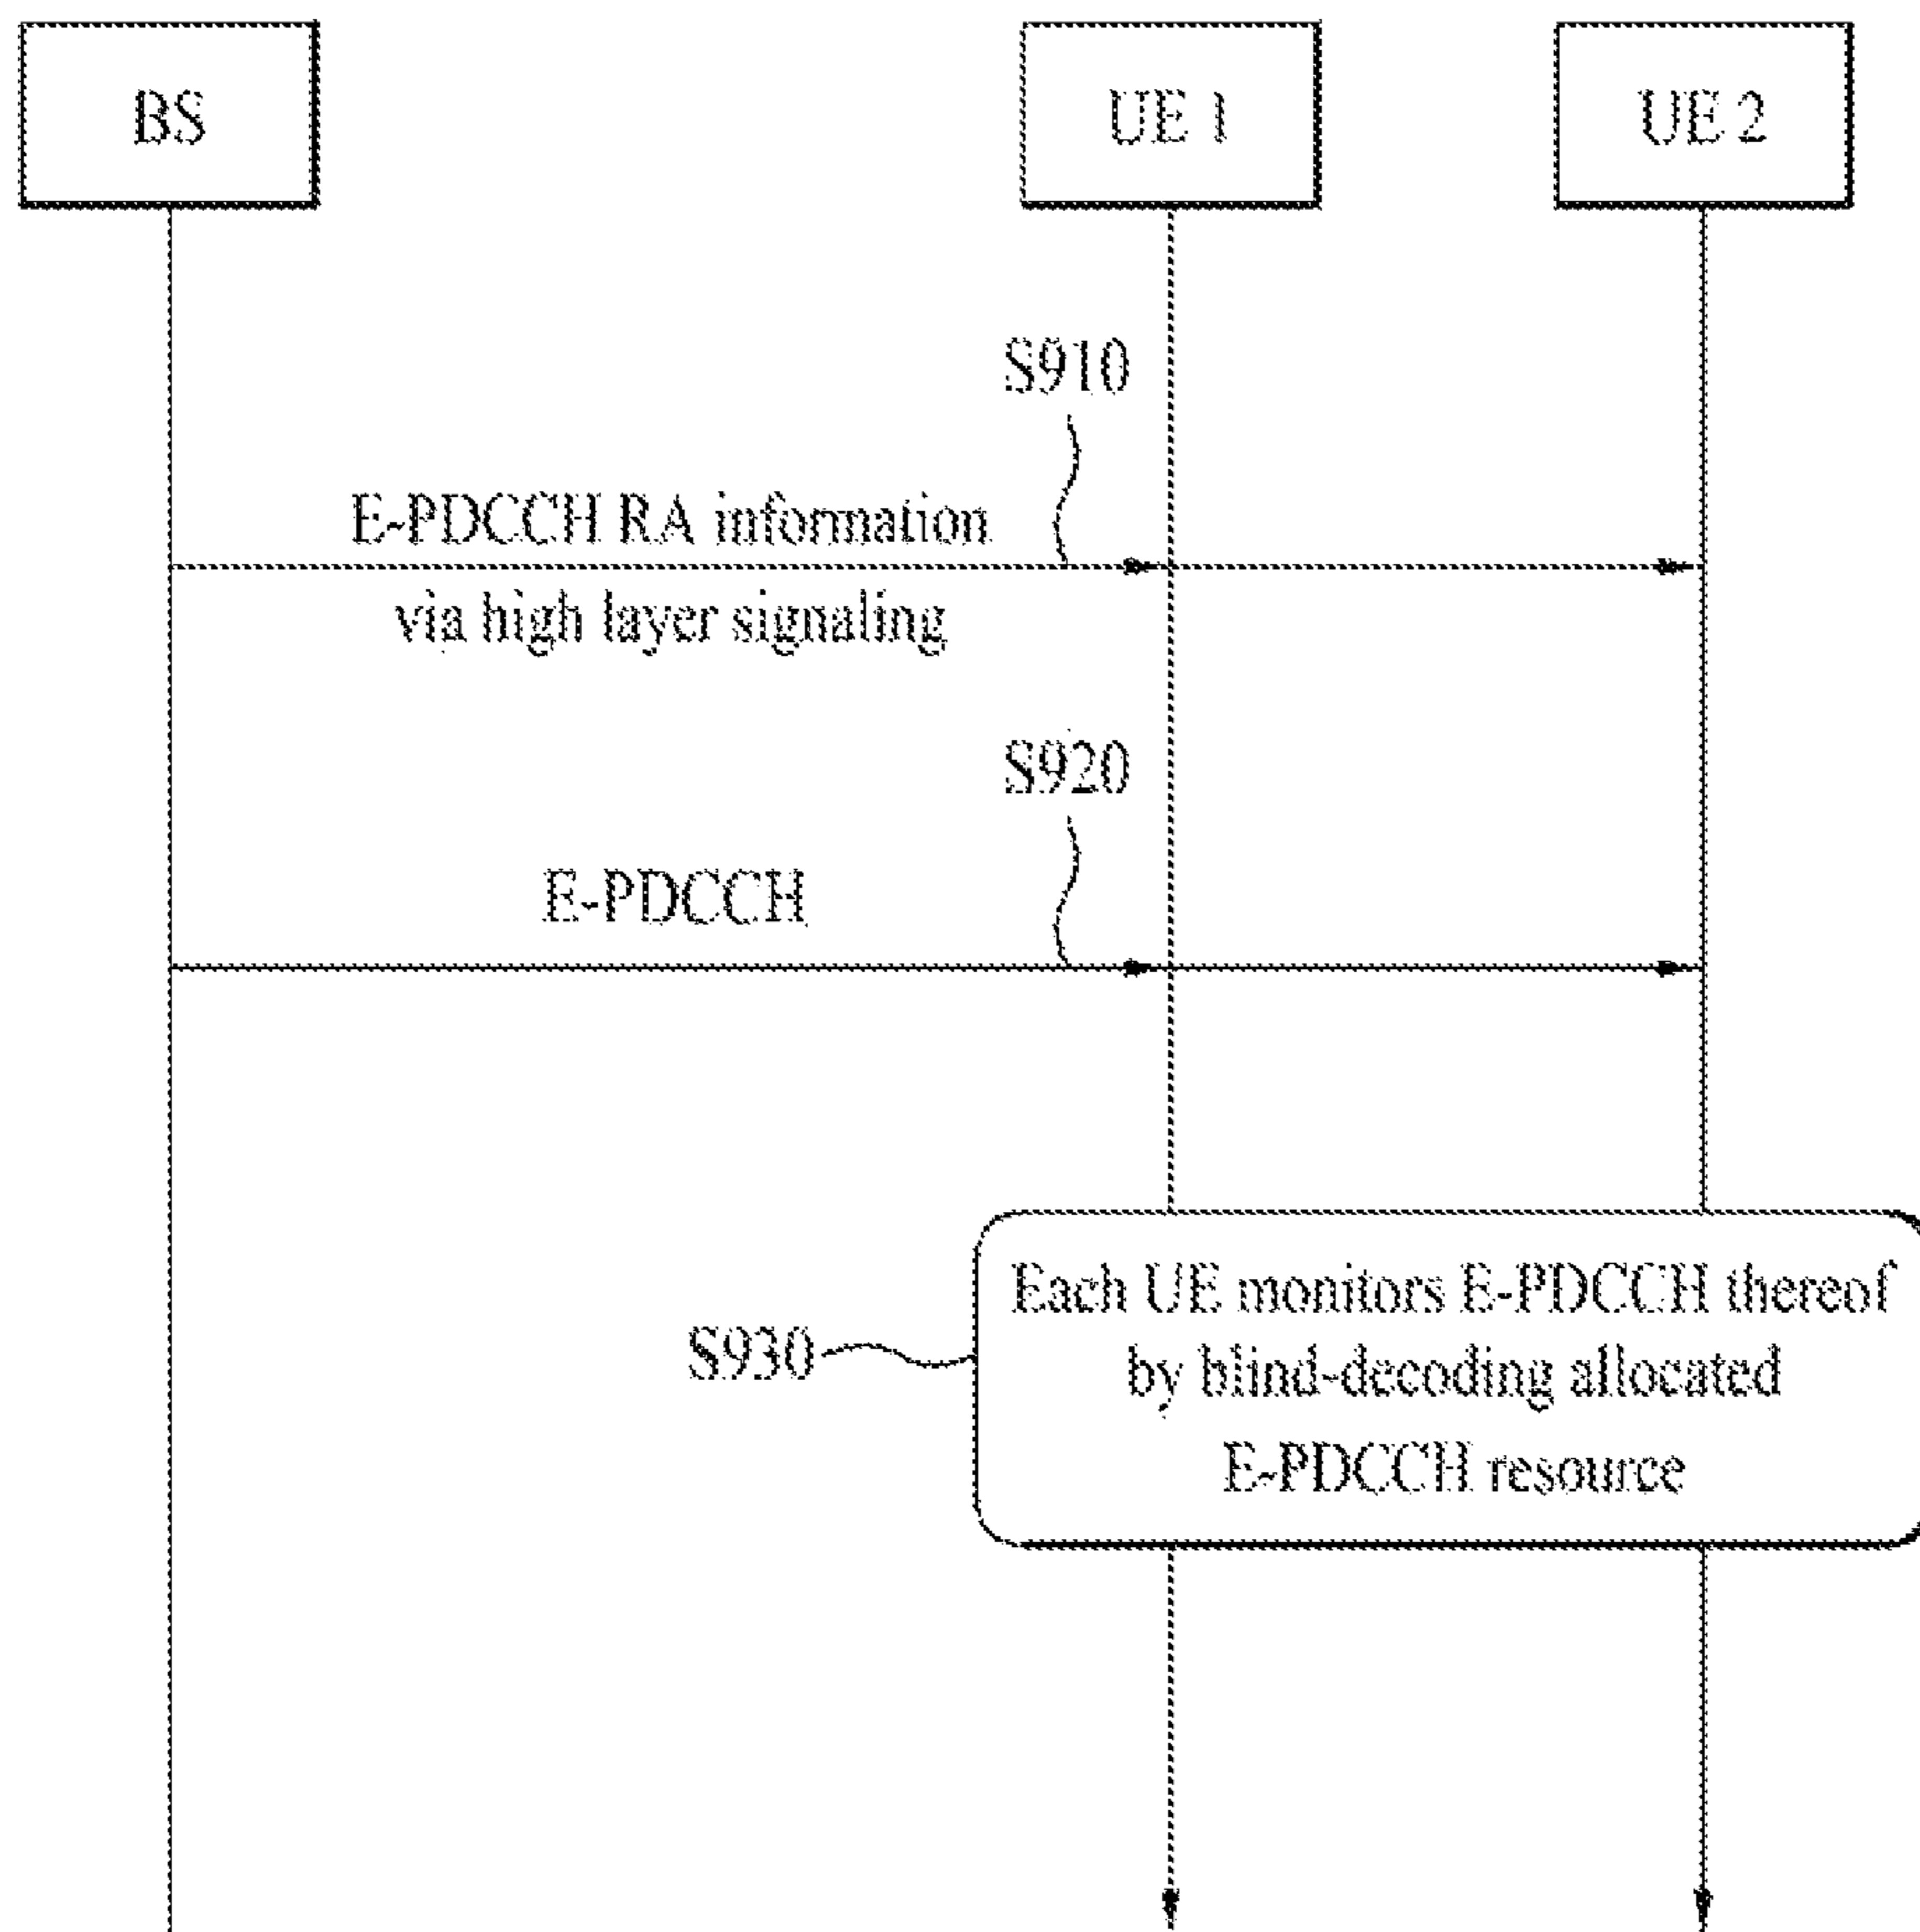 BS
UE 1
UE 2
S910
E-PDCCH RA information
via high layer signaling
S920
E-PDCCH
S930
Each UE monitors E-PDCCH thereof
by blind-decoding allocated
E-PDCCH resource